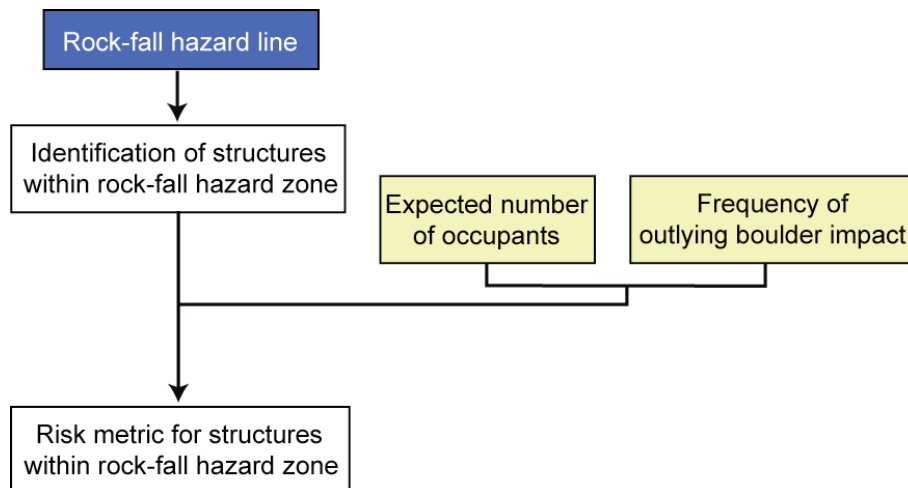 Rock-fall hazard line
Identification of structures
within rock-fall hazard zone
Expected number
of occupants
Frequency of
outlying boulder impact
Risk metric for structures
within rock-fall hazard zone